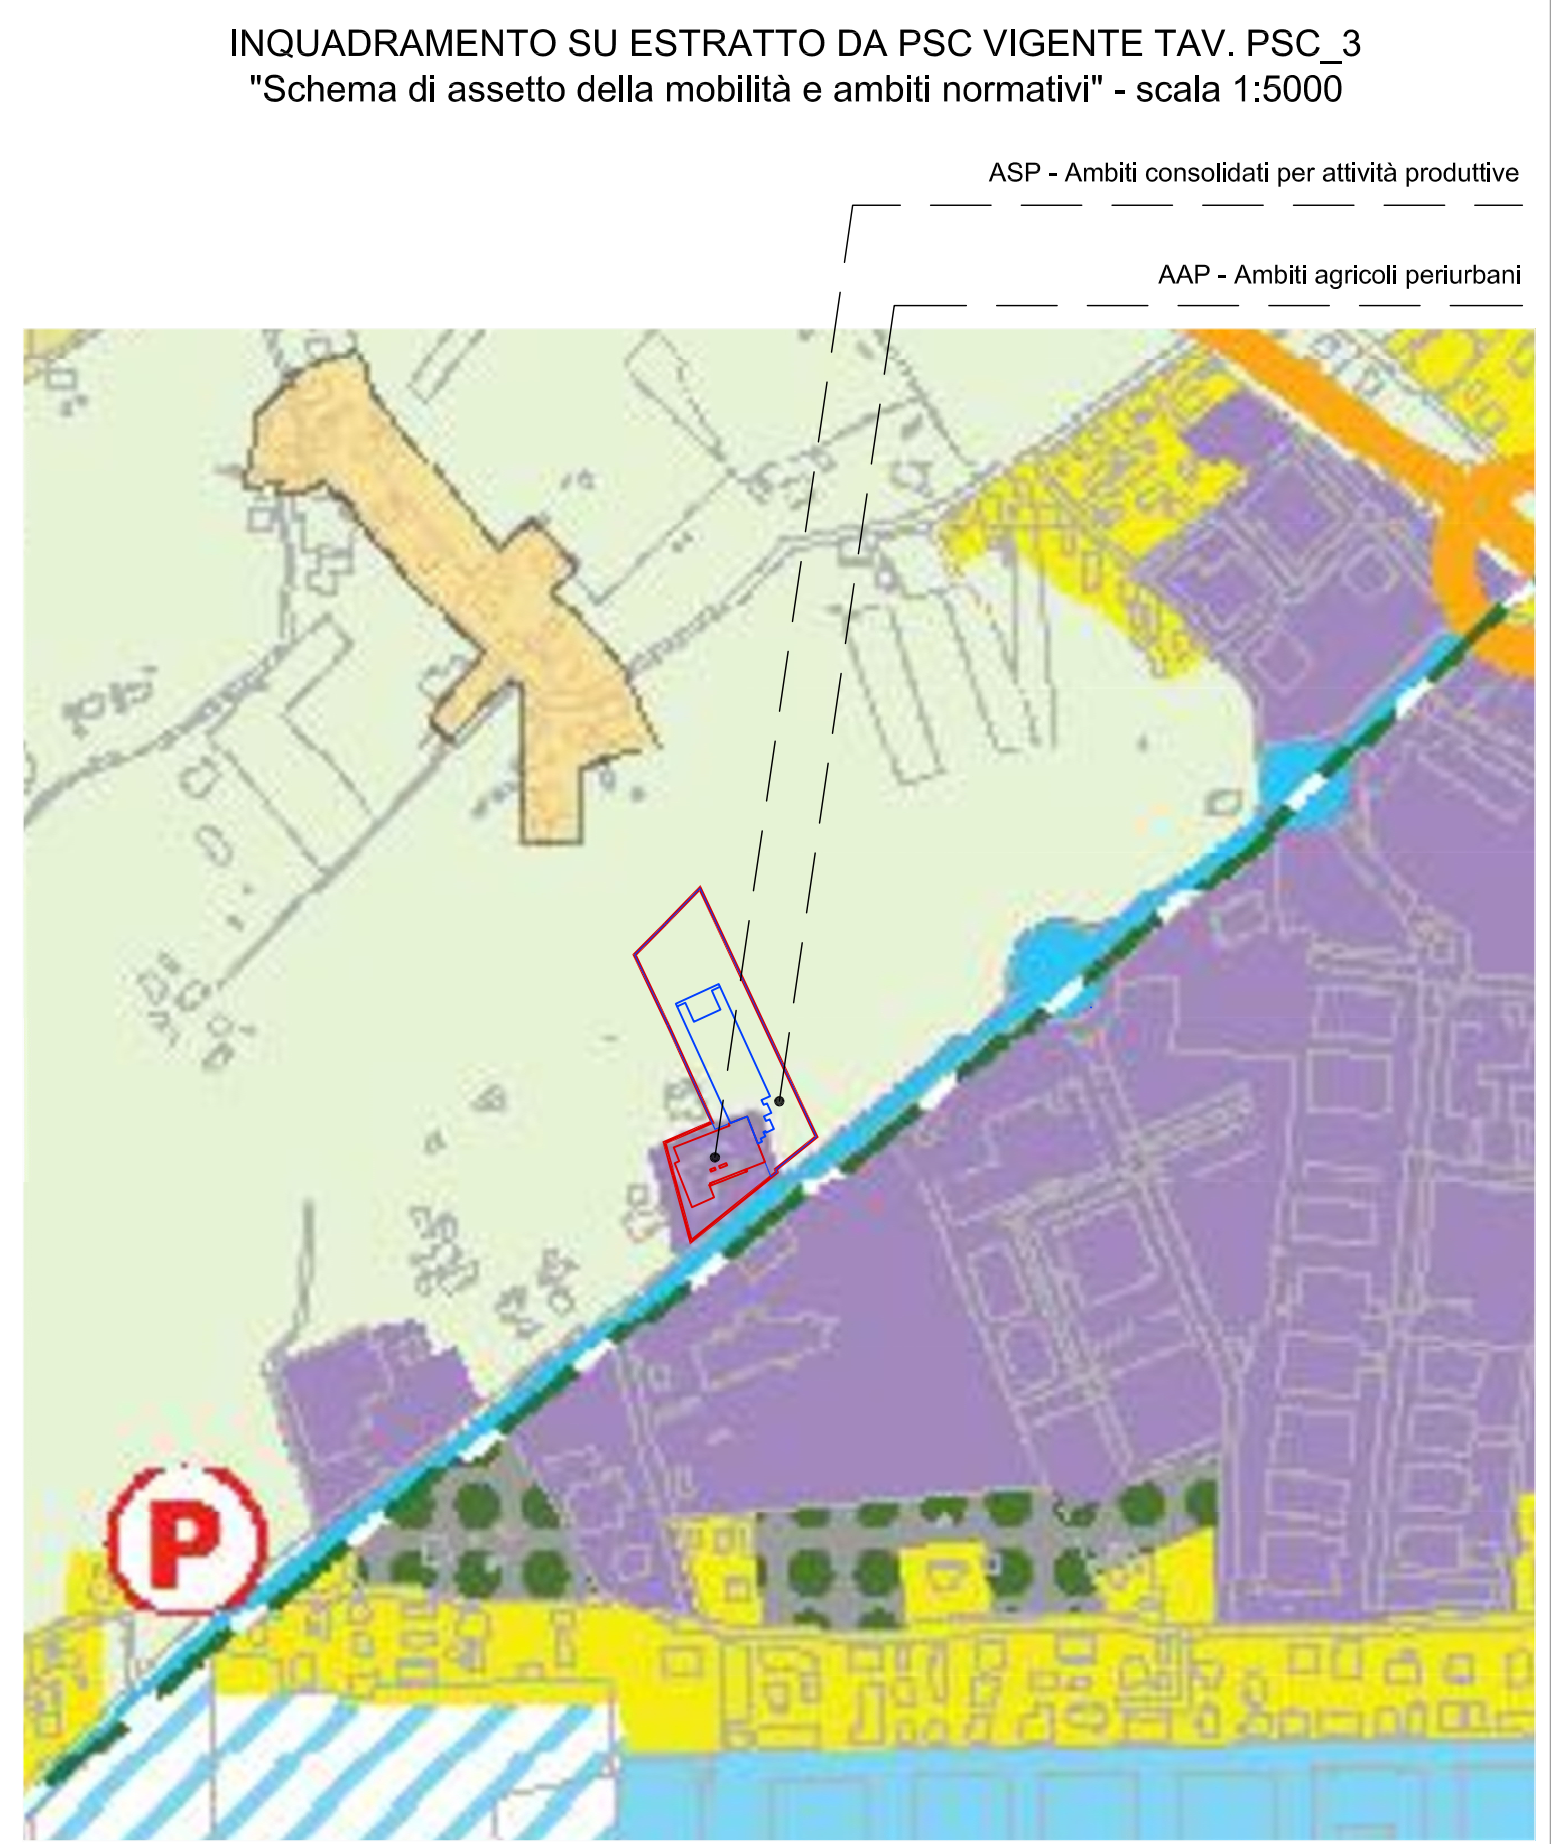 INQUADRAMENTO SU ESTRATTO DA PSC VIGENTE TAV. PSC_3
"Schema di assetto della mobilità e ambiti normativi" - scala 1:5000
ASP - Ambiti consolidati per attività produttive
AAP - Ambiti agricoli periurbani
P